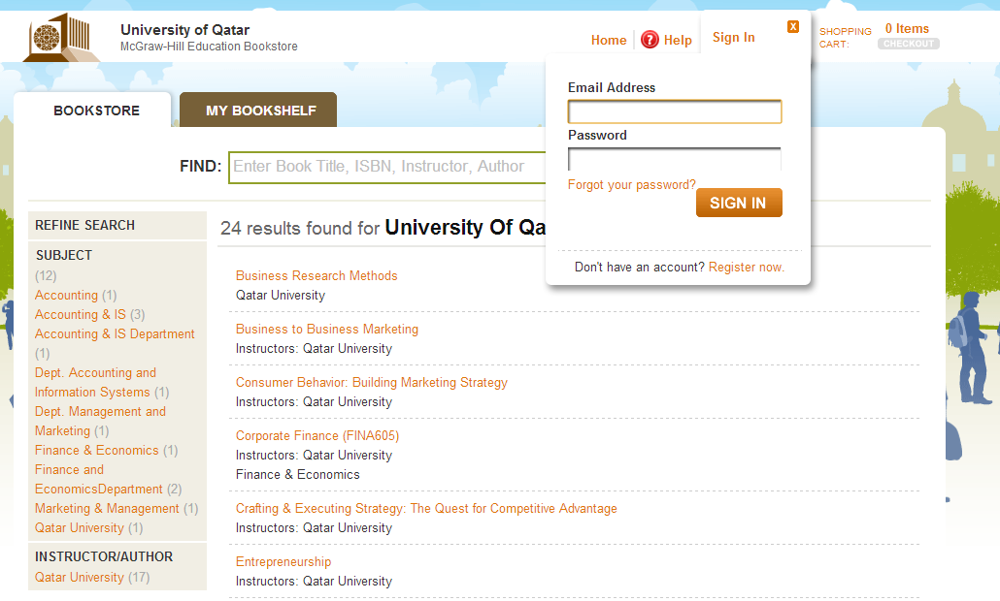 University of Qatar
McGraw-Hill Education Bookstore
Home
? Help
Sign In
x
SHOPPING CART:
0 Items
CHECKOUT
Email Address
Password
Forgot your password?
SIGN IN
Don't have an account? Register now.
BOOKSTORE
MY BOOKSHELF
FIND: Enter Book Title, ISBN, Instructor, Author
REFINE SEARCH
SUBJECT
(12)
Accounting (1)
Accounting & IS (3)
Accounting & IS Department
(1)
Dept. Accounting and
Information Systems (1)
Dept. Management and
Marketing (1)
Finance & Economics (1)
Finance and
EconomicsDepartment (2)
Marketing & Management (1)
Qatar University (1)
INSTRUCTOR/AUTHOR
Qatar University (17)
24 results found for University Of Qa
Business Research Methods
Qatar University
Business to Business Marketing
Instructors: Qatar University
Consumer Behavior: Building Marketing Strategy
Instructors: Qatar University
Corporate Finance (FINA605)
Instructors: Qatar University
Finance & Economics
Crafting & Executing Strategy: The Quest for Competitive Advantage
Instructors: Qatar University
Entrepreneurship
Instructors: Qatar University